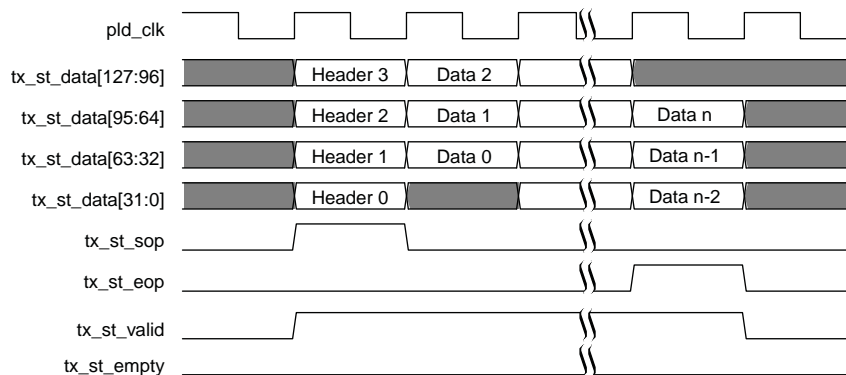 pld_clk
tx_st_data[127:96] Header 3 Data 2
tx_st_data[95:64] Header 2 Data 1 Data n
tx_st_data[63:32] Header 1 Data 0 Data n-1
tx_st_data[31:0] Header 0 Data n-2
tx_st_sop
tx_st_eop
tx_st_valid
tx_st_empty